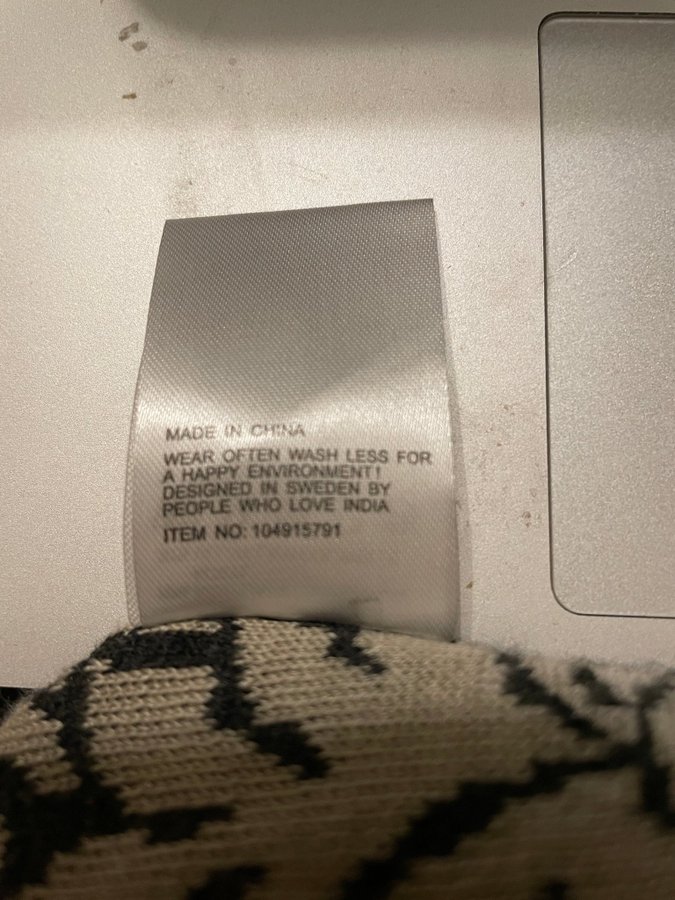 MADE IN CHINA
WEAR OFTEN WASH LESS FOR
A HAPPY ENVIRONMENT!
DESIGNED IN SWEDEN BY
PEOPLE WHO LOVE INDIA
ITEM NO: 104915791